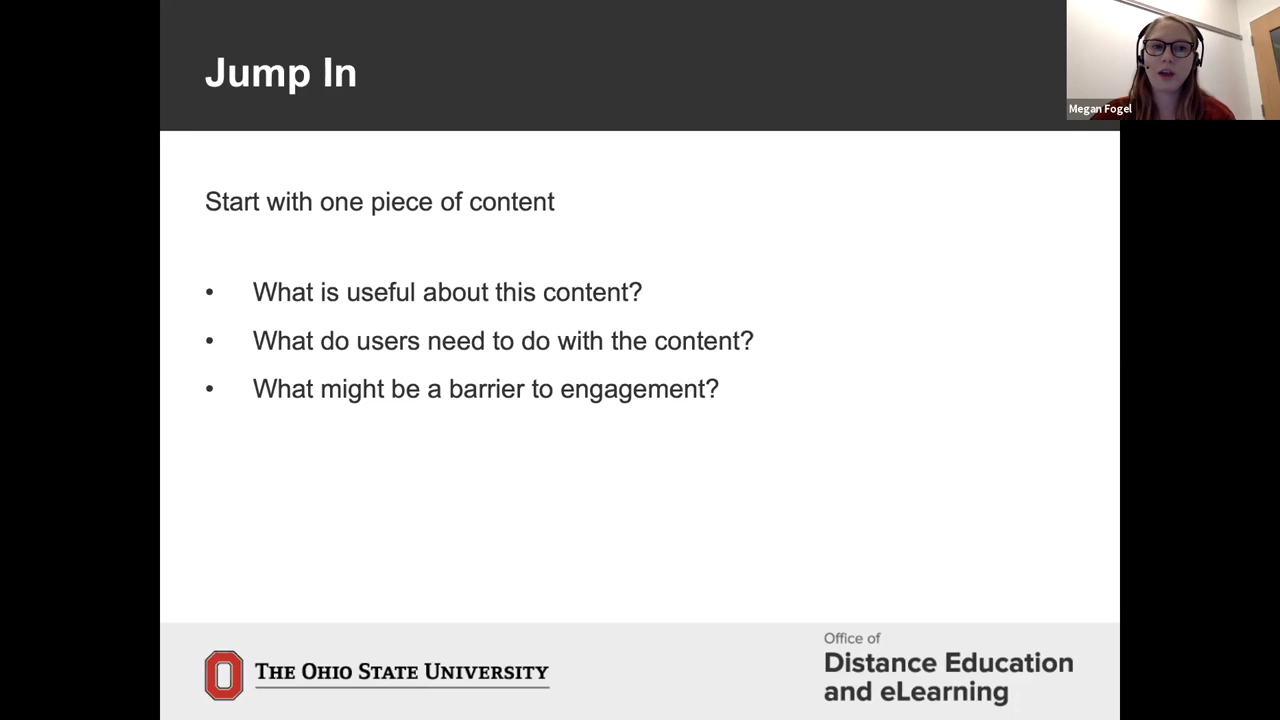 Jump In
Megan Fogel
Start with one piece of content
• What is useful about this content?
• What do users need to do with the content?
• What might be a barrier to engagement?
THE OHIO STATE UNIVERSITY
Office of
Distance Education
and eLearning